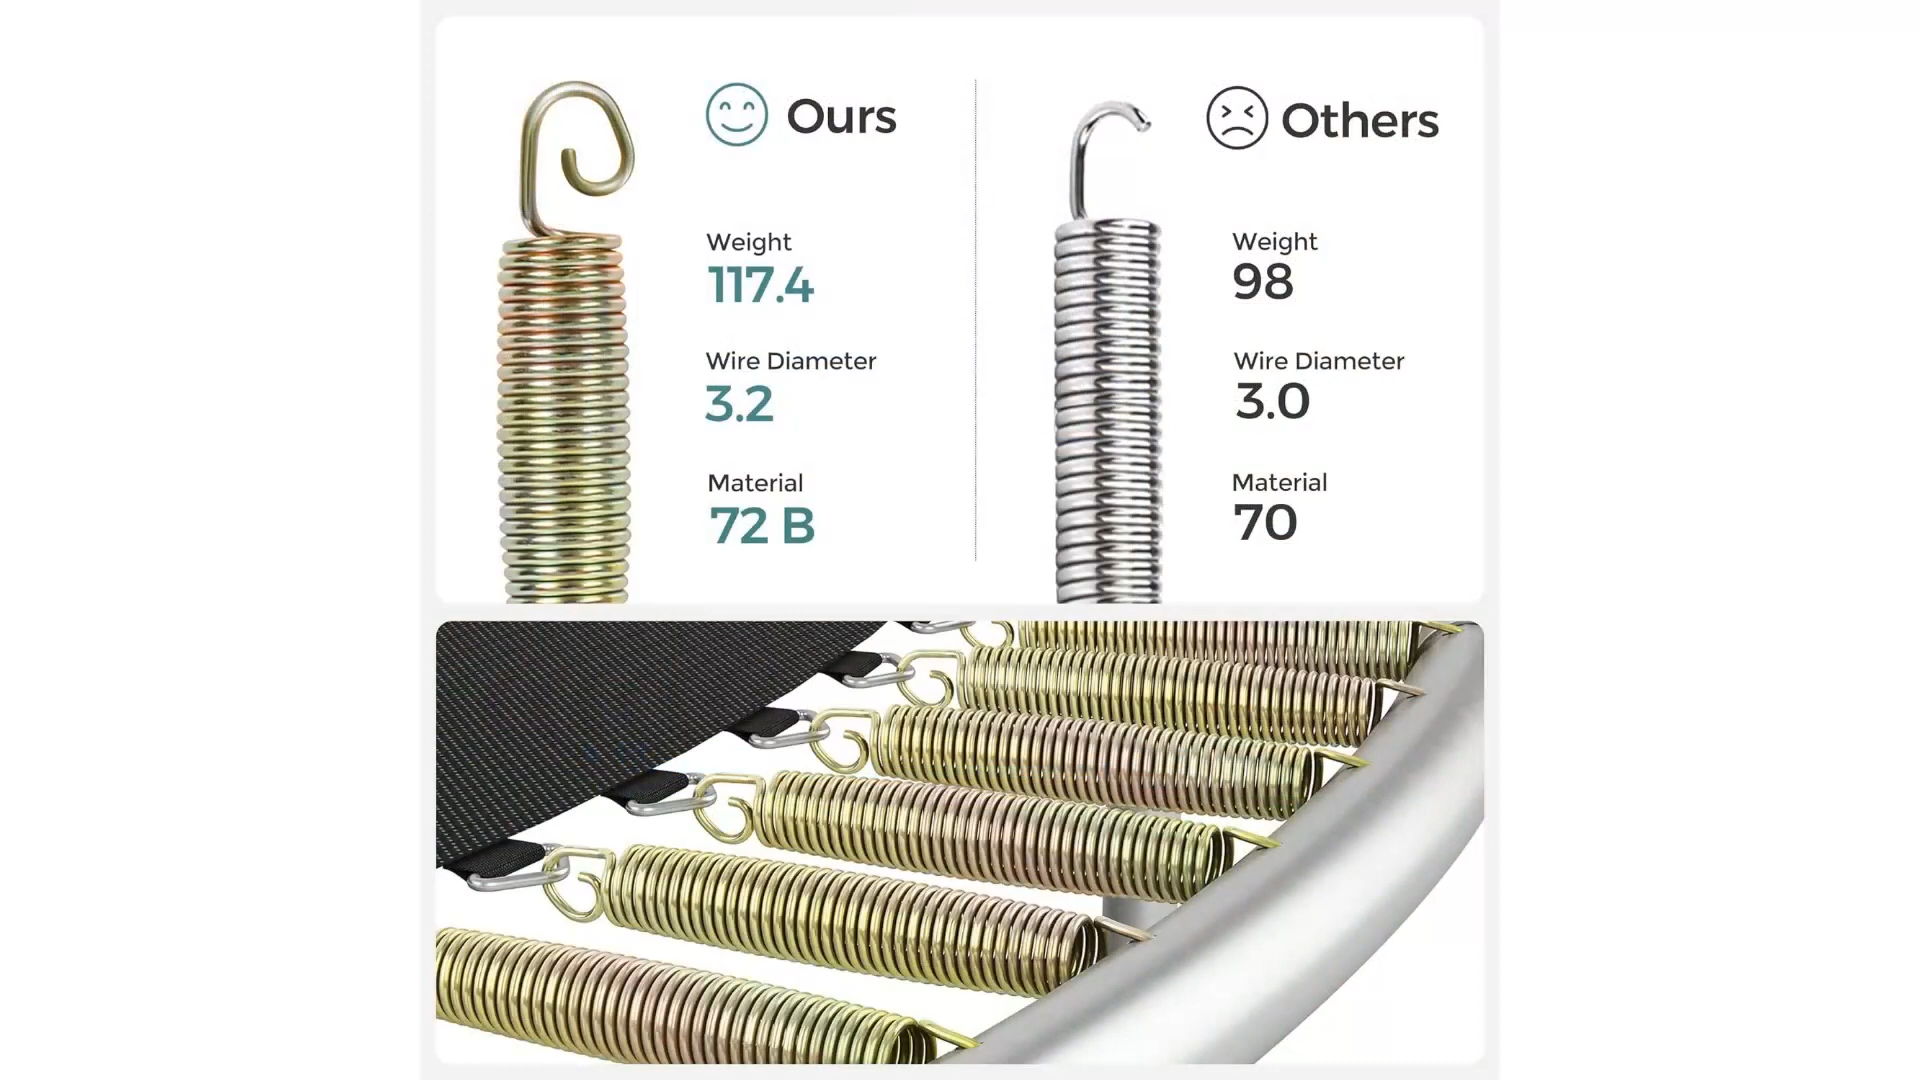 Ours
Weight
117.4
Wire Diameter
3.2
Material
72 B
Others
Weight
98
Wire Diameter
3.0
Material
70